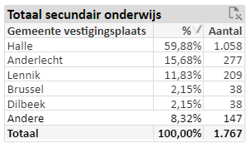 Totaal secundair onderwijs
Gemeente vestigingsplaats % Aantal
Halle 59,88% 1.058
Anderlecht 15,68% 277
Lennik 11,83% 209
Brussel 2,15% 38
Dilbeek 2,15% 38
Andere 8,32% 147
Totaal 100,00% 1.767